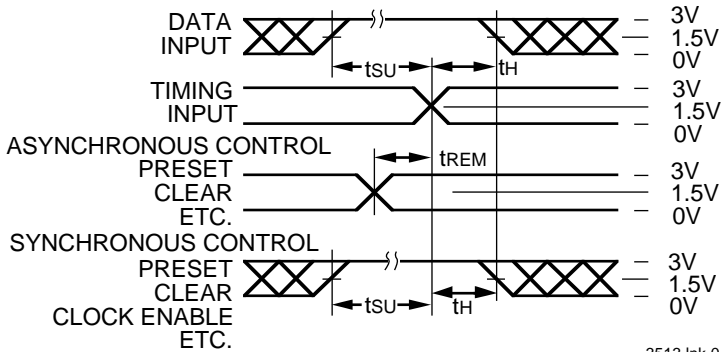 DATA
INPUT
3V
1.5V
0V
tSU
tH
TIMING
INPUT
3V
1.5V
0V
ASYNCHRONOUS CONTROL
tREM
PRESET
CLEAR
ETC.
3V
1.5V
0V
SYNCHRONOUS CONTROL
PRESET
CLEAR
CLOCK ENABLE
ETC.
3V
1.5V
0V
tSU
tH